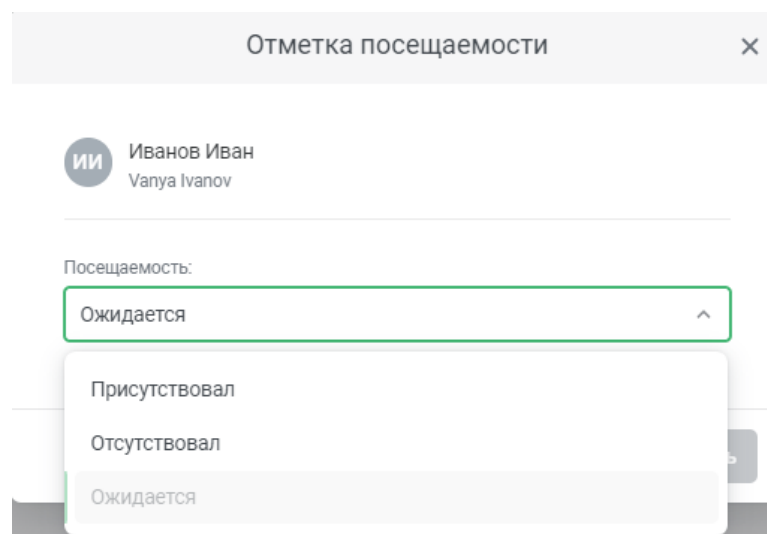 Отметка посещаемости
ИИ
Иванов Иван
Vanya Ivanov
Посещаемость:
Ожидается
Присутствовал
Отсутствовал
Ожидается